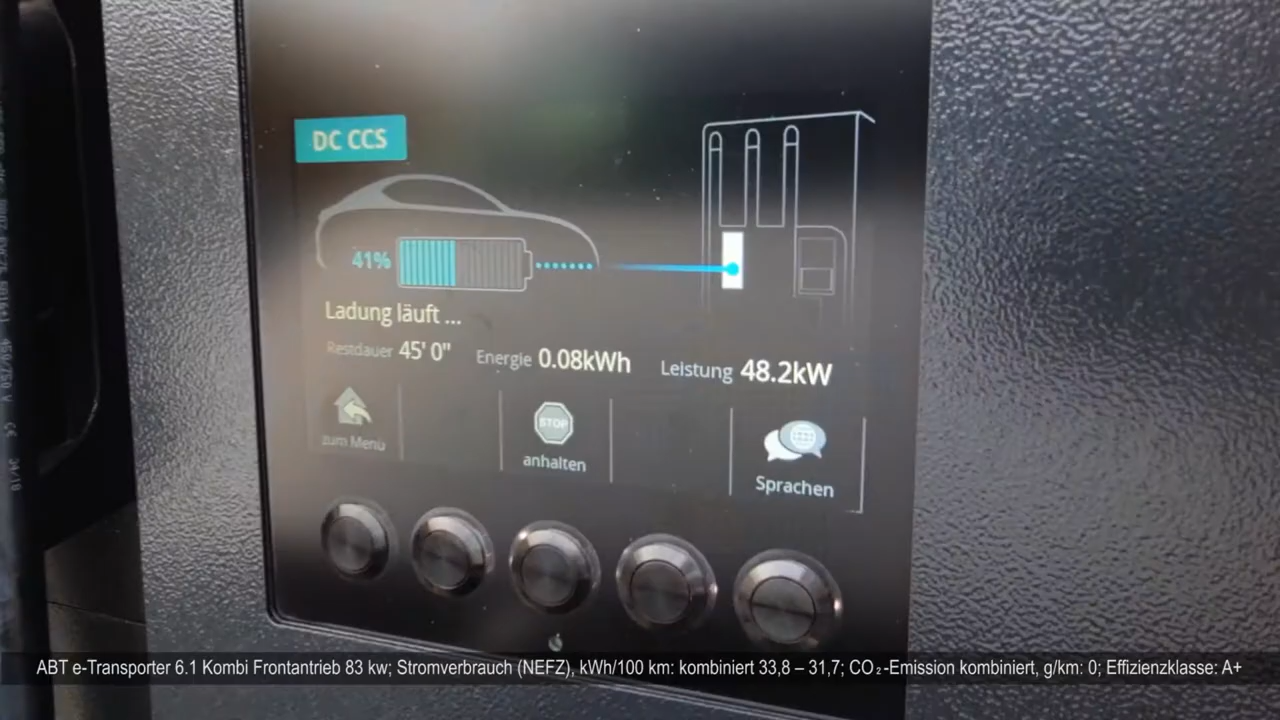 DC CCS
41%
Ladung läuft ...
Restdauer 45' 0" Energie 0.08kWh Leistung 48.2kW
zum Menü
STOP
anhalten
Sprachen
ABT e-Transporter 6.1 Kombi Frontantrieb 83 kw; Stromverbrauch (NEFZ), kWh/100 km: kombiniert 33,8 – 31,7; CO₂-Emission kombiniert, g/km: 0; Effizienzklasse: A+